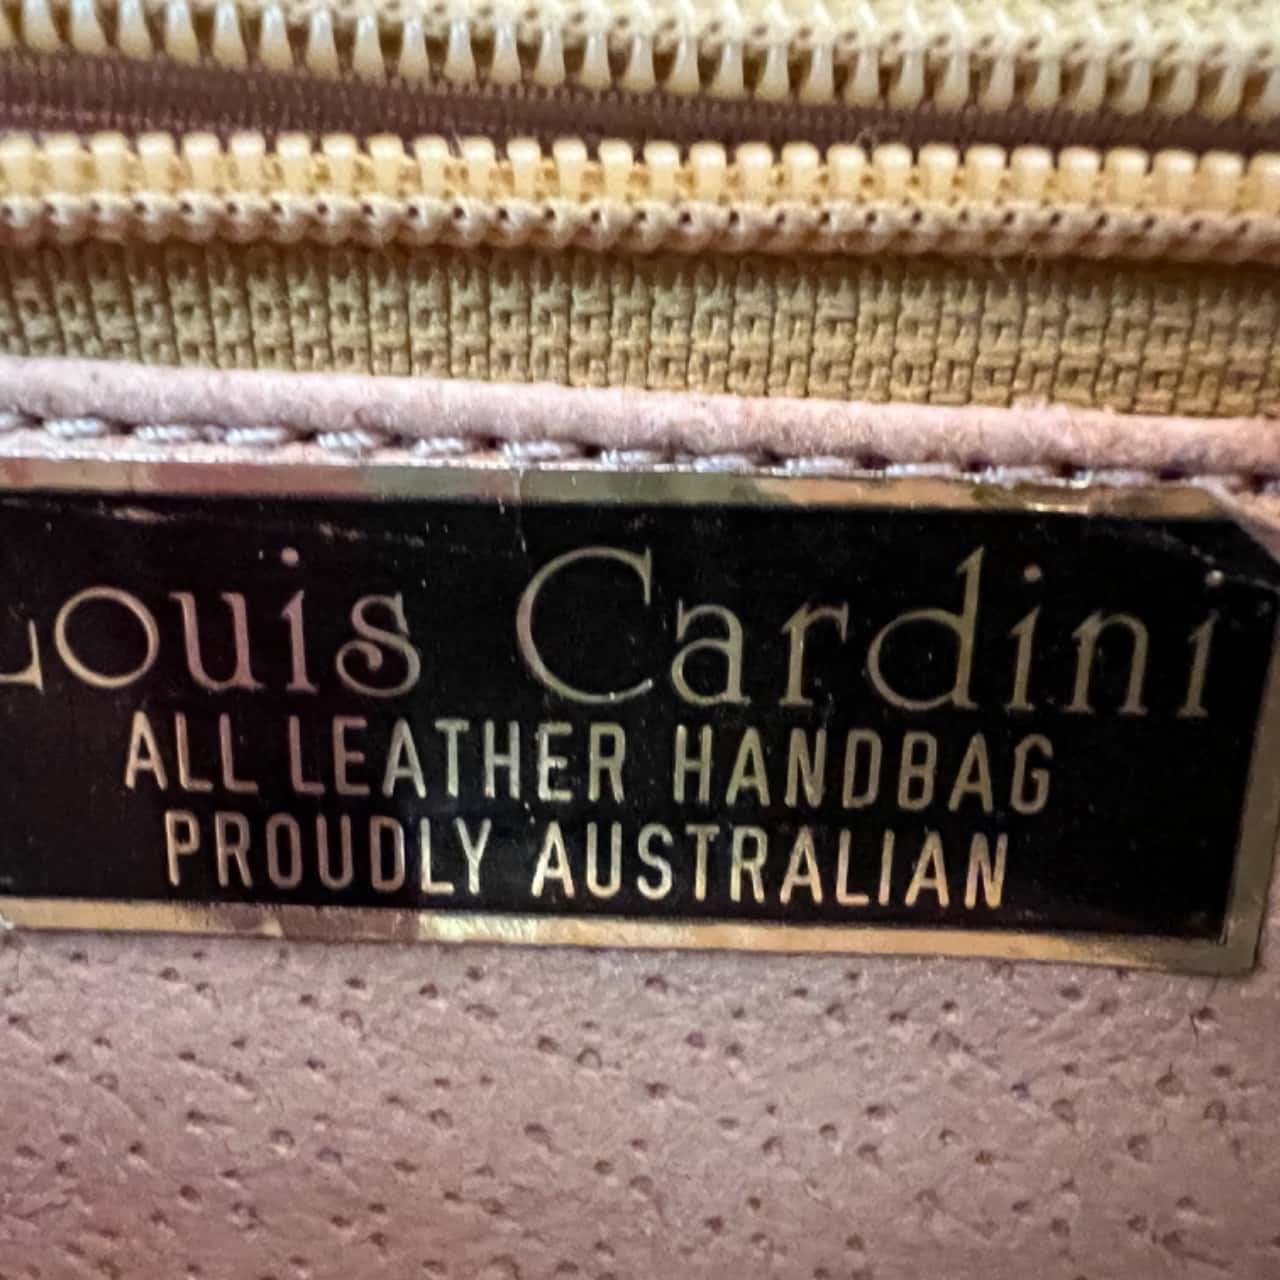 Louis Cardini
ALL LEATHER HANDBAG
PROUDLY AUSTRALIAN